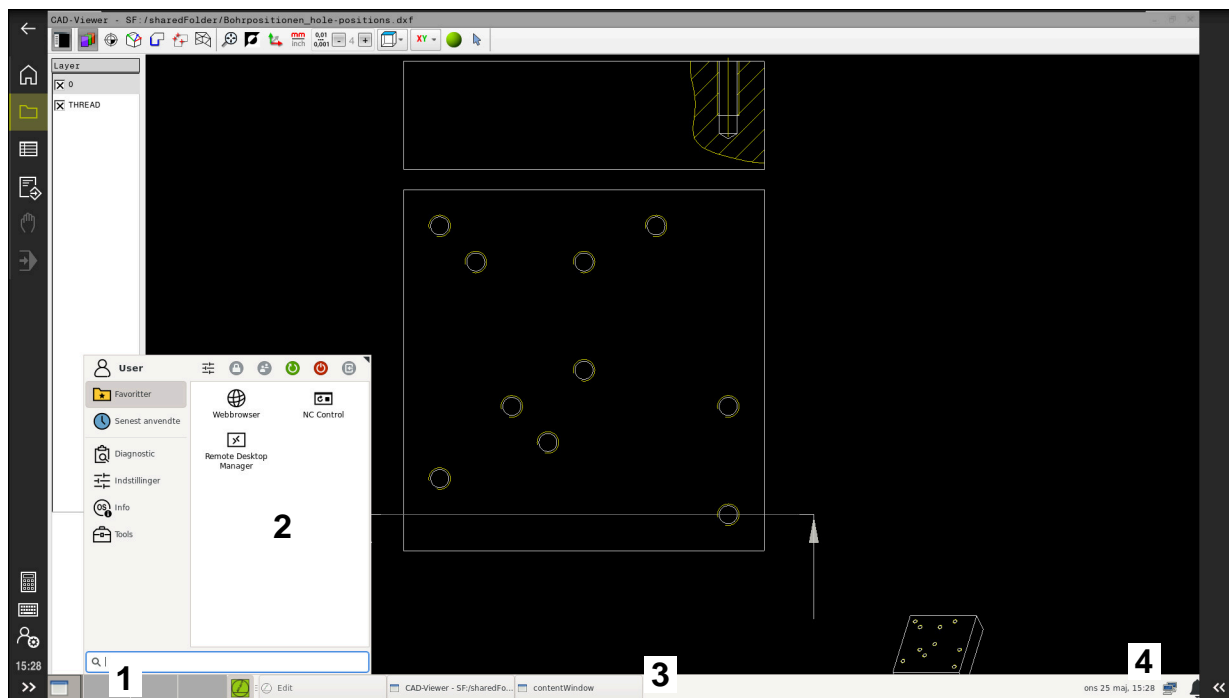 CAD-Viewer - SF:/sharedFolder/Bohrpositionen_hole-positions.dxf
mm
inch
0,01
0,001
4
XY
Layer
0
THREAD
User
Favoritter
Senest anvendte
Diagnostic
Indstillinger
OS
Info
Tools
Webbrowser
NC Control
Remote Desktop
Manager
2
15:28
1
Edit
CAD-Viewer - SF:/sharedFo...
contentWindow
3
4
ons 25 maj, 15:28